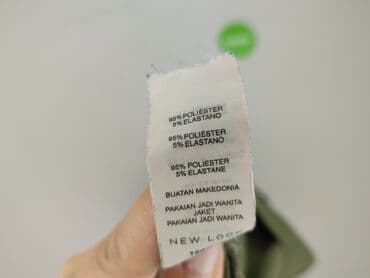 95% POLIÉSTER
5% ELASTANO
95% POLIÉSTER
5% ELASTANO
95% POLIESTER
5% ELASTANE
BUATAN MAKEDONIA
PAKAIAN JADI WANITA
JAKET
PAKAIAN JADI WANITA
NEW LOOK